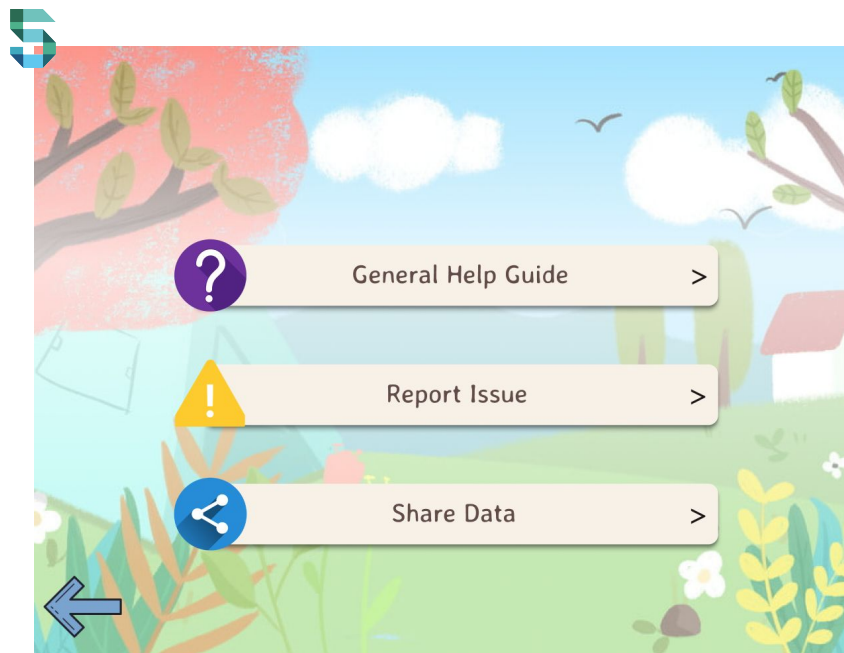 General Help Guide >
Report Issue >
Share Data >